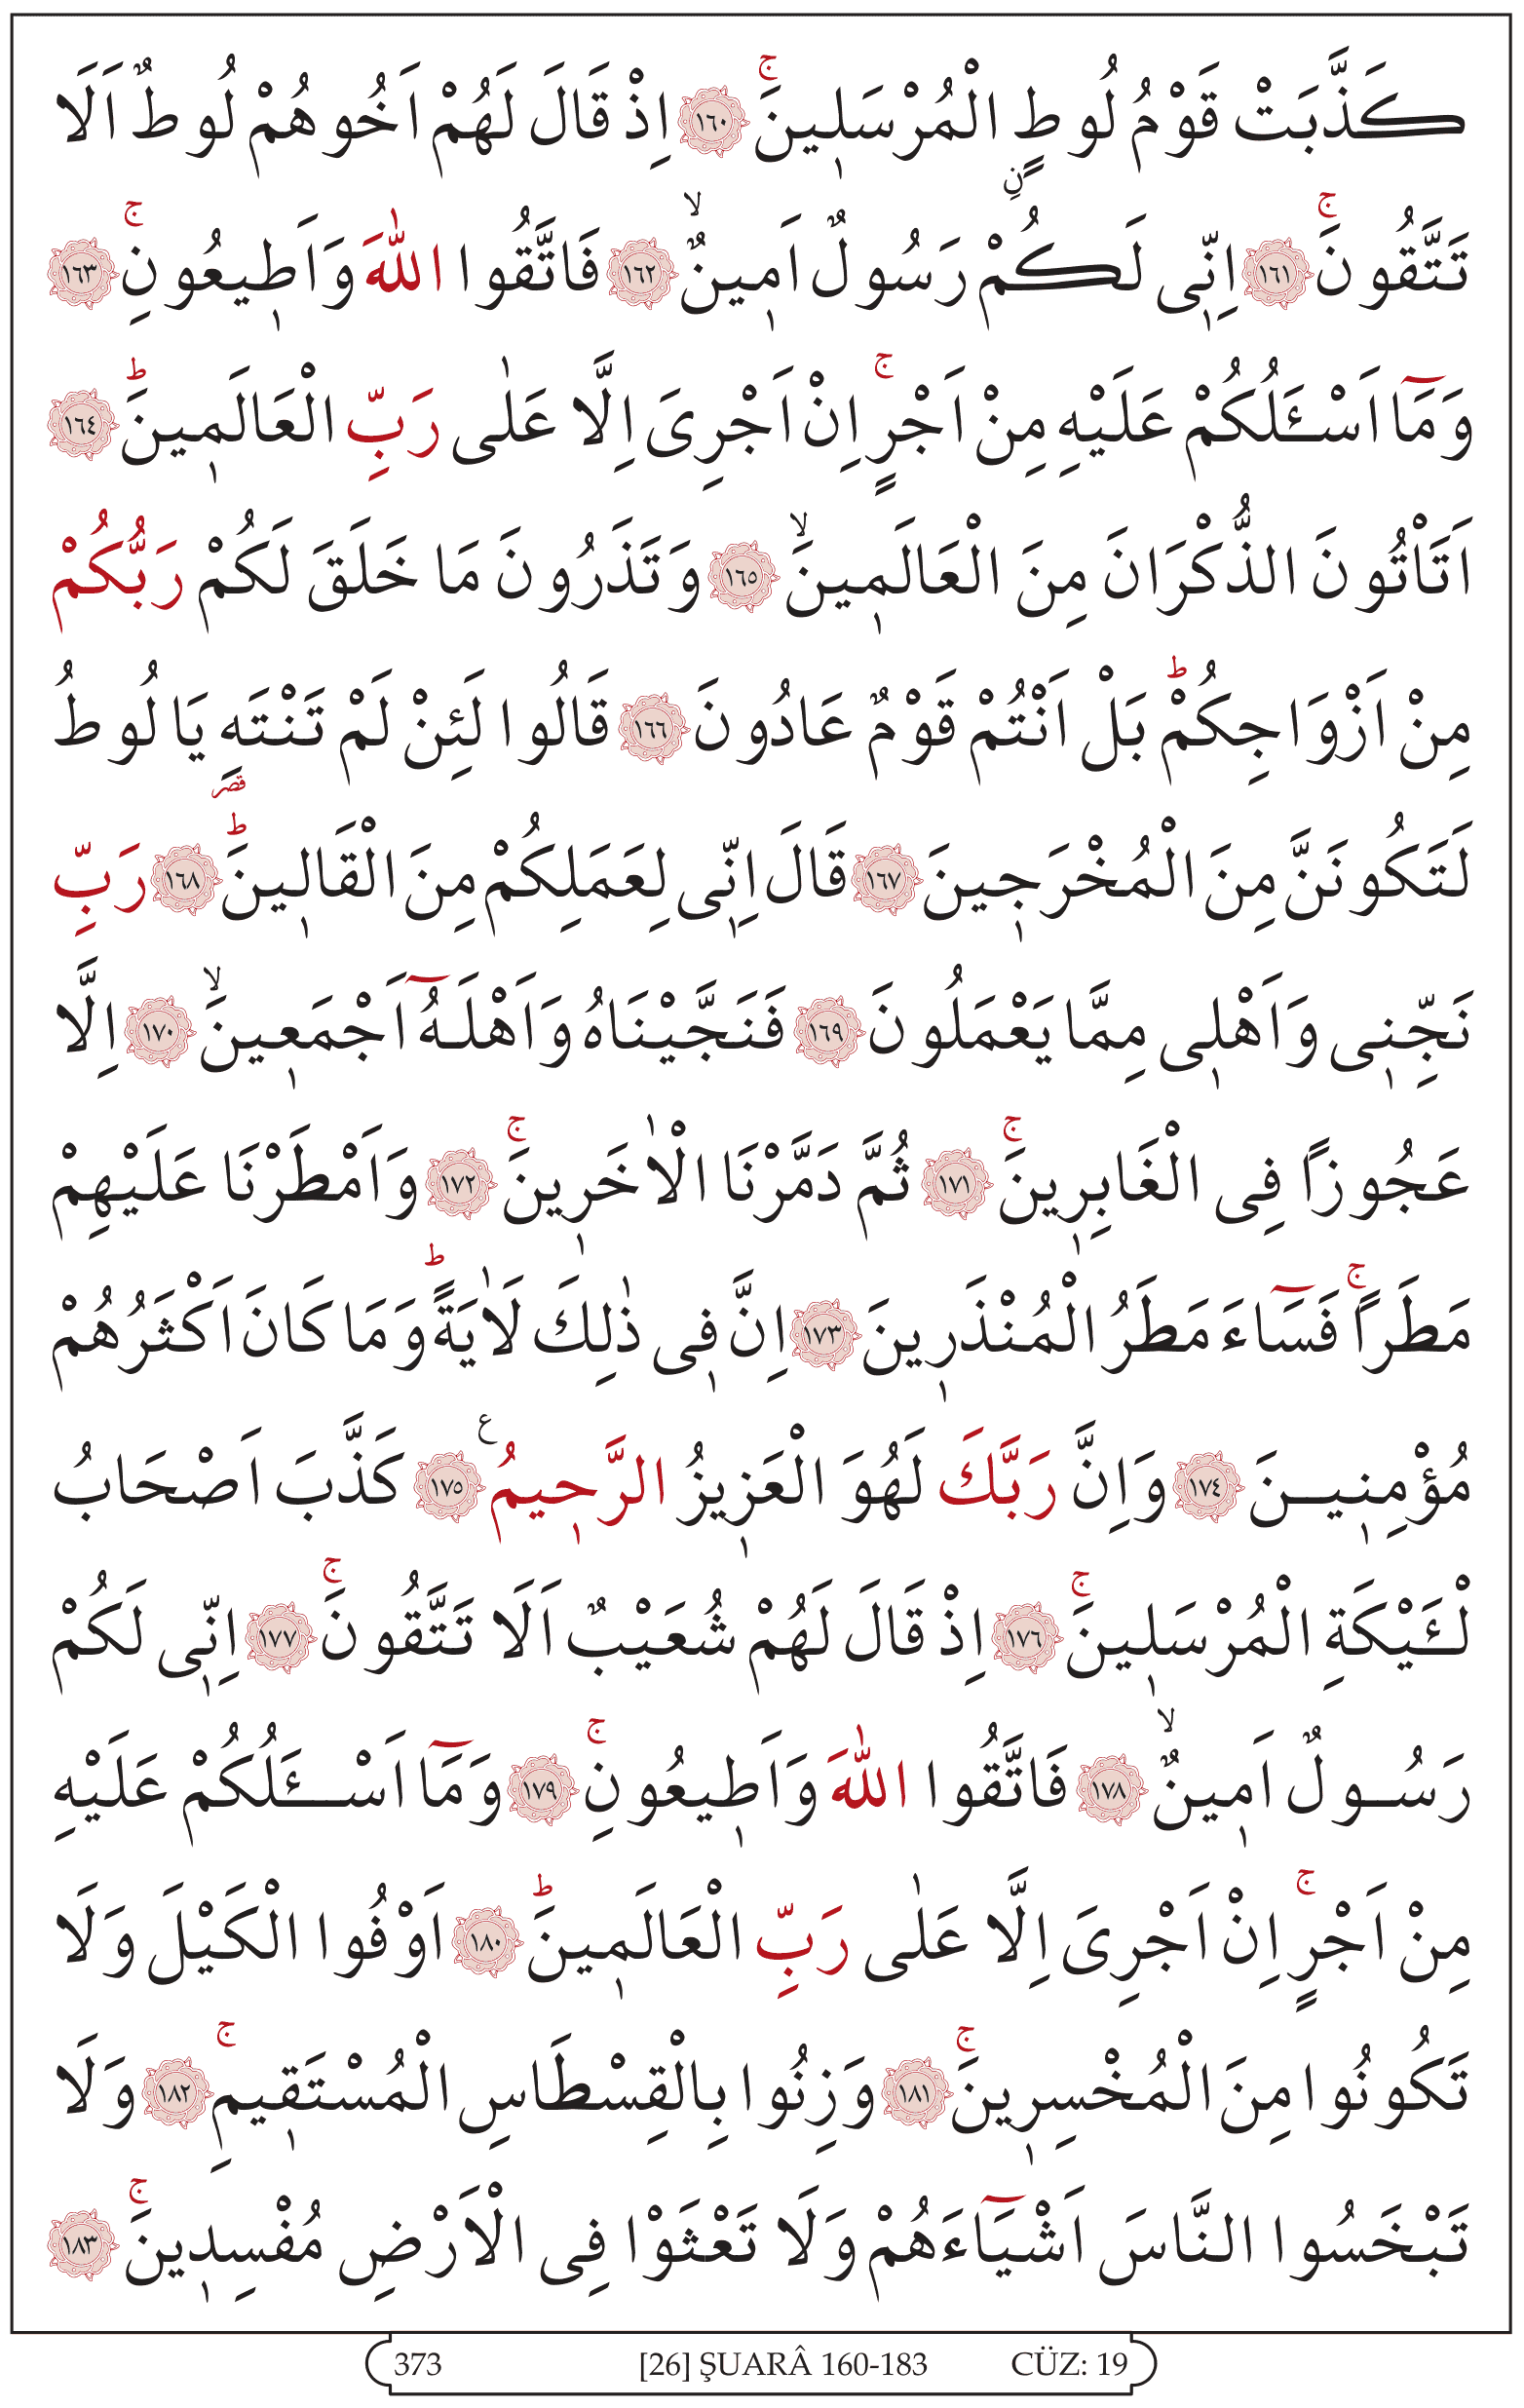 كَذَّبَتْ قَوْمُ لُوطٍۨ الْمُرْسَل۪ينَۚ ﴿١٦٠﴾ اِذْ قَالَ لَهُمْ اَخُوهُمْ لُوطٌ اَلَا
تَتَّقُونَۚ ﴿١٦١﴾ اِنّ۪ى لَكُمْ رَسُولٌ اَم۪ينٌۙ ﴿١٦٢﴾ فَاتَّقُوا اللّٰهَ وَاَط۪يعُونِۚ ﴿١٦٣﴾
وَمَٓا اَسْـَٔلُكُمْ عَلَيْهِ مِنْ اَجْرٍۚ اِنْ اَجْرِىَ اِلَّا عَلٰى رَبِّ الْعَالَم۪ينَۜ ﴿١٦٤﴾
اَتَاْتُونَ الذُّكْرَانَ مِنَ الْعَالَم۪ينَۙ ﴿١٦٥﴾ وَتَذَرُونَ مَا خَلَقَ لَكُمْ رَبُّكُمْ
مِنْ اَزْوَاجِكُمْۜ بَلْ اَنْتُمْ قَوْمٌ عَادُونَ ﴿١٦٦﴾ قَالُوا لَئِنْ لَمْ تَنْتَهِ يَا لُوطُ
قصر
لَتَكُونَنَّ مِنَ الْمُخْرَج۪ينَ ﴿١٦٧﴾ قَالَ اِنّ۪ى لِعَمَلِكُمْ مِنَ الْقَال۪ينَۜ ﴿١٦٨﴾ رَبِّ
نَجِّن۪ى وَاَهْل۪ى مِمَّا يَعْمَلُونَ ﴿١٦٩﴾ فَنَجَّيْنَاهُ وَاَهْلَهُٓ اَجْمَع۪ينَۙ ﴿١٧٠﴾ اِلَّا
عَجُوزًا فِى الْغَابِر۪ينَۚ ﴿١٧١﴾ ثُمَّ دَمَّرْنَا الْاٰخَر۪ينَۚ ﴿١٧٢﴾ وَاَمْطَرْنَا عَلَيْهِمْ
مَطَرًاۚ فَسَٓاءَ مَطَرُ الْمُنْذَر۪ينَ ﴿١٧٣﴾ اِنَّ ف۪ى ذٰلِكَ لَاٰيَةًۜ وَمَا كَانَ اَكْثَرُهُمْ
مُؤْمِن۪ينَ ﴿١٧٤﴾ وَاِنَّ رَبَّكَ لَهُوَ الْعَز۪يزُ الرَّح۪يمُ ع ﴿١٧٥﴾ كَذَّبَ اَصْحَابُ
لْـَٔيْكَةِ الْمُرْسَل۪ينَۚ ﴿١٧٦﴾ اِذْ قَالَ لَهُمْ شُعَيْبٌ اَلَا تَتَّقُونَۚ ﴿١٧٧﴾ اِنّ۪ى لَكُمْ
رَسُولٌ اَم۪ينٌۙ ﴿١٧٨﴾ فَاتَّقُوا اللّٰهَ وَاَط۪يعُونِۚ ﴿١٧٩﴾ وَمَٓا اَسْـَٔلُكُمْ عَلَيْهِ
مِنْ اَجْرٍۚ اِنْ اَجْرِىَ اِلَّا عَلٰى رَبِّ الْعَالَم۪ينَۜ ﴿١٨٠﴾ اَوْفُوا الْكَيْلَ وَلَا
تَكُونُوا مِنَ الْمُخْسِر۪ينَۚ ﴿١٨١﴾ وَزِنُوا بِالْقِسْطَاسِ الْمُسْتَق۪يمِۚ ﴿١٨٢﴾ وَلَا
تَبْخَسُوا النَّاسَ اَشْيَٓاءَهُمْ وَلَا تَعْثَوْا فِى الْاَرْضِ مُفْسِد۪ينَۚ ﴿١٨٣﴾
373 [26] ŞUARÂ 160-183 CÜZ: 19